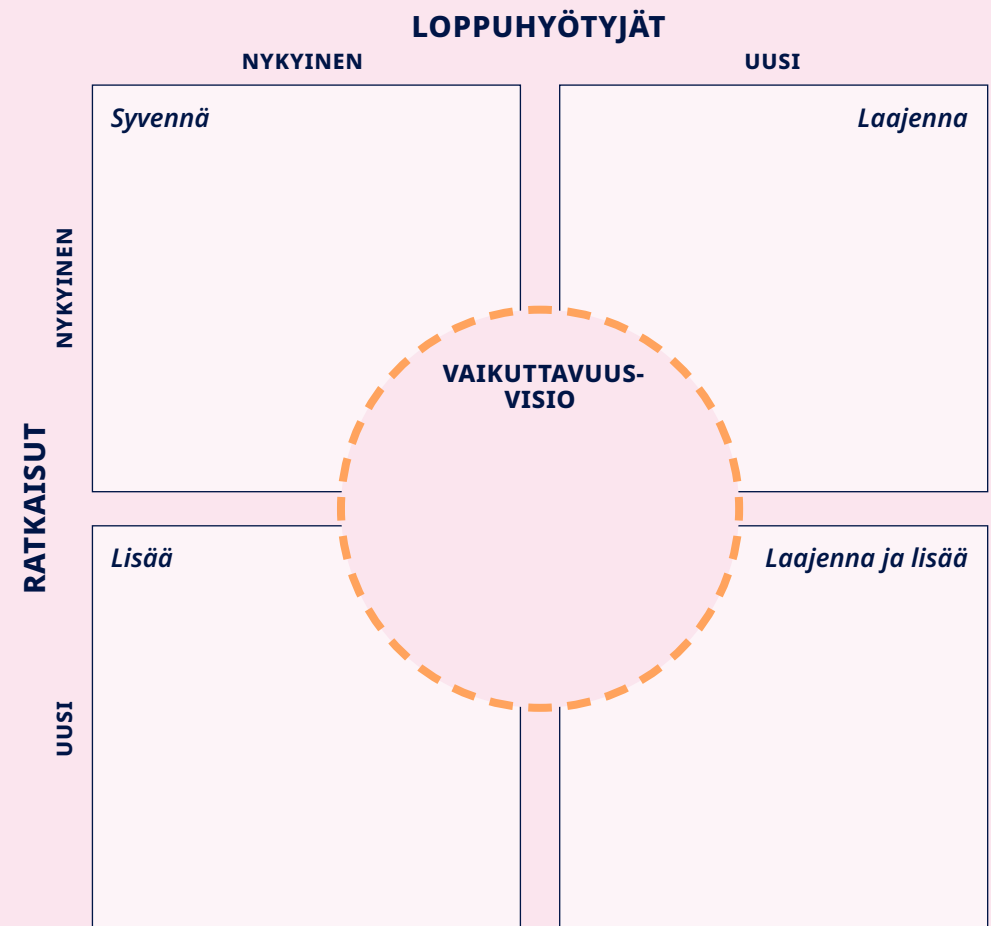 LOPPUHYÖTYJÄT
NYKYINEN
UUSI
Syvennä
Laajenna
NYKYINEN
VAIKUTTAVUUS-
VISIO
RATKAISUT
Lisää
Laajenna ja lisää
UUSI